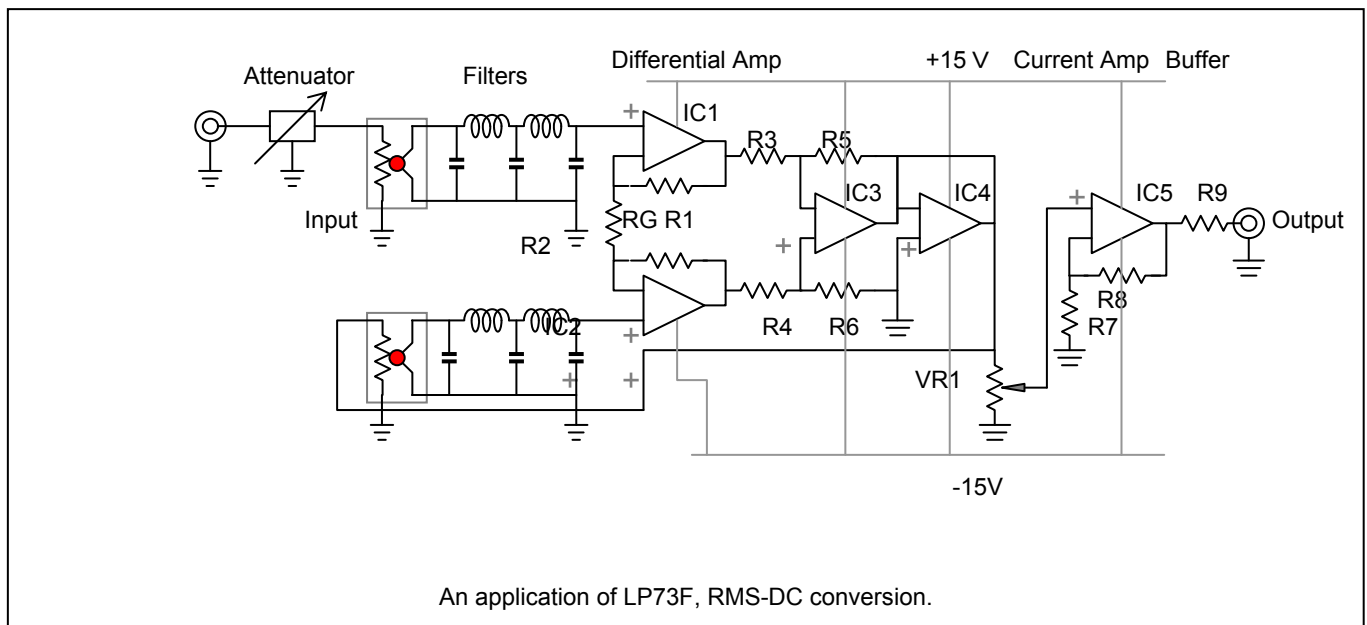 Differential Amp +15 V Current Amp Buffer
Attenuator Filters
+ IC1
R3 R5
IC3 IC4 + IC5 R9
Input RG R1 Output
R2 + +
R8
IC2 R4 R6 R7
+
+ + VR1
-15V
An application of LP73F, RMS-DC conversion.